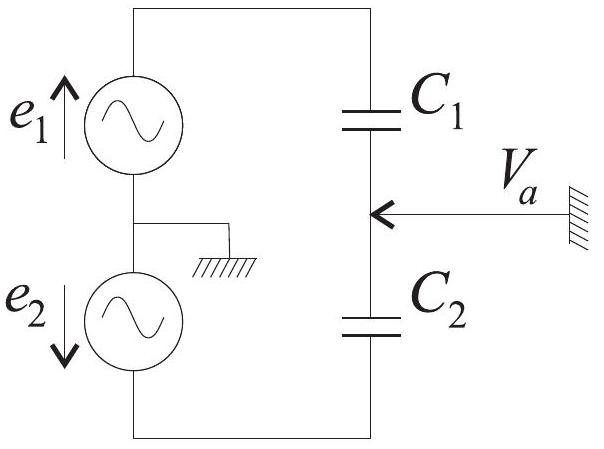 C₁
e₁
Vₐ
e₂
C₂